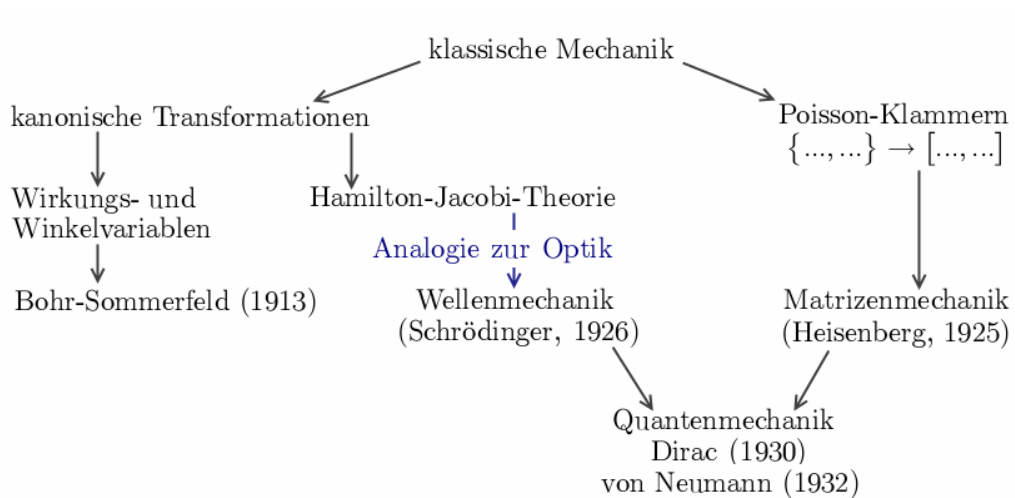 klassische Mechanik
kanonische Transformationen
Poisson-Klammern
{...,...} → [...,...]
Wirkungs- und
Winkelvariablen
Hamilton-Jacobi-Theorie
Analogie zur Optik
Bohr-Sommerfeld (1913)
Wellenmechanik
(Schrödinger, 1926)
Matrizenmechanik
(Heisenberg, 1925)
Quantenmechanik
Dirac (1930)
von Neumann (1932)